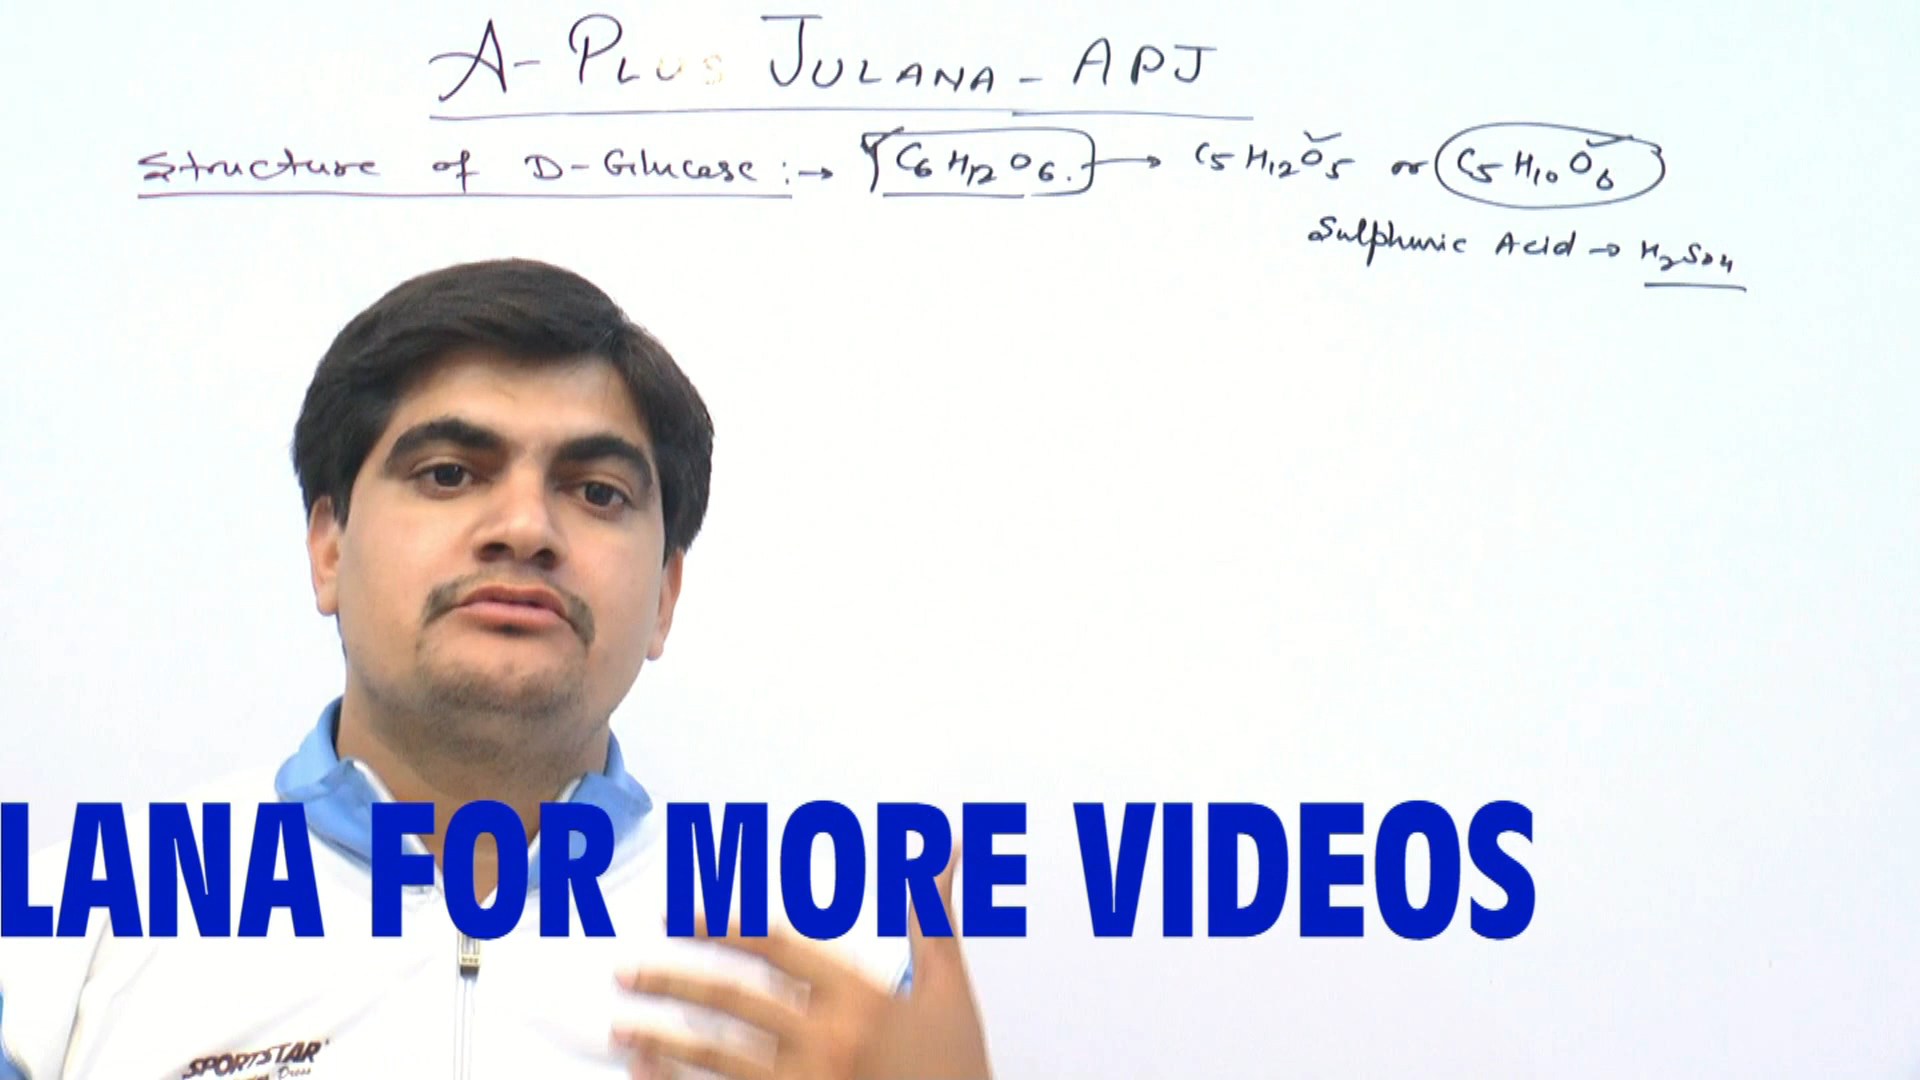 A- PLUS JULANA - APJ
Structure of D-Glucose :→ C6H12O6. → C5H12O5 or C5H10O6
Sulphuric Acid → H2SO4
LANA FOR MORE VIDEOS
SPORTSTAR